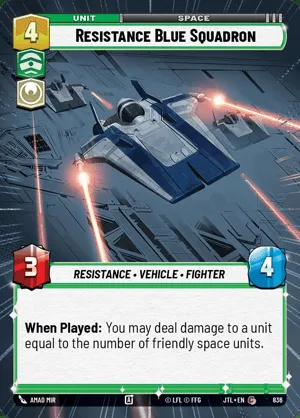 UNIT SPACE
4
RESISTANCE BLUE SQUADRON
3
4
RESISTANCE • VEHICLE • FIGHTER
When Played: You may deal damage to a unit
equal to the number of friendly space units.
AMAD MIR © LFL © FFG JTL • EN C 838